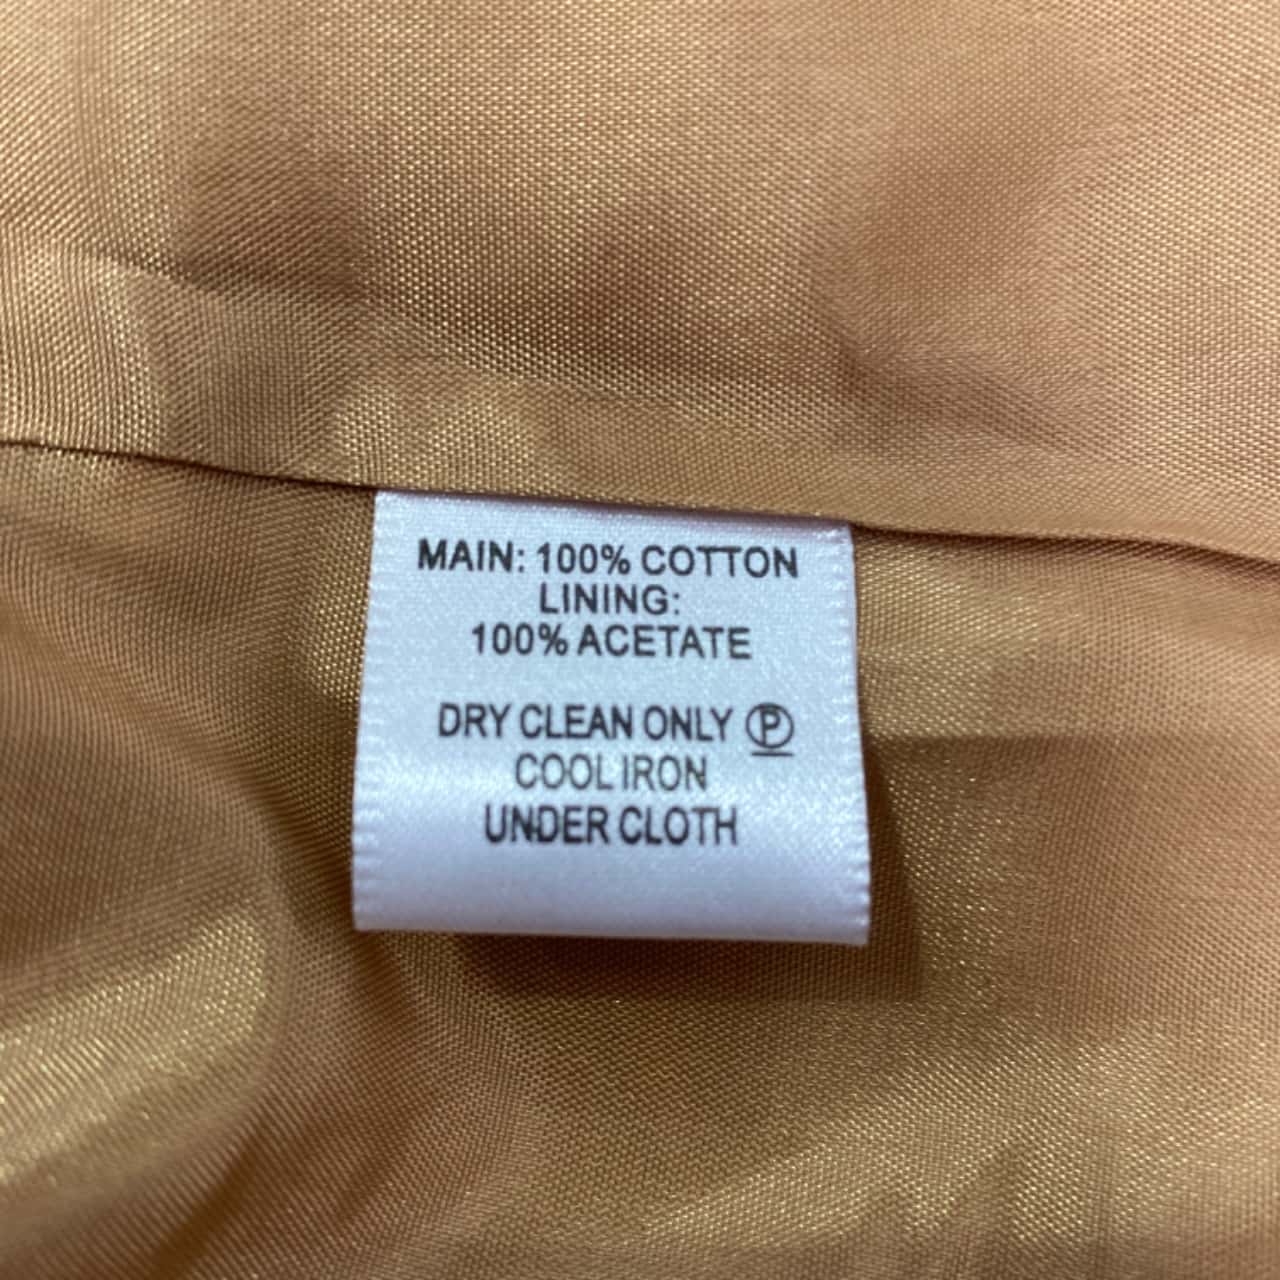 MAIN: 100% COTTON
LINING:
100% ACETATE
DRY CLEAN ONLY P
COOL IRON
UNDER CLOTH